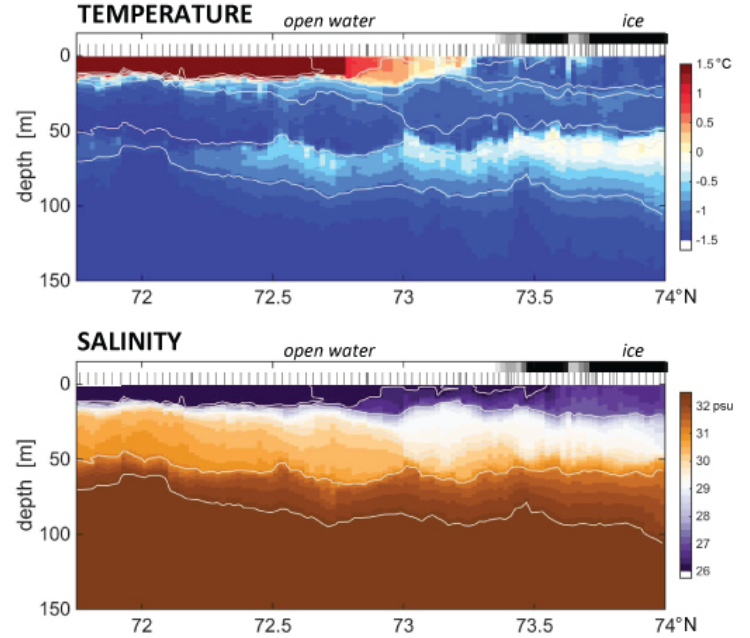 TEMPERATURE
open water ice
0
50
100
150
depth [m]
1.5 °C
1
0.5
0
-0.5
-1
-1.5
72 72.5 73 73.5 74°N
SALINITY
open water ice
0
50
100
150
depth [m]
32 psu
31
30
29
28
27
26
72 72.5 73 73.5 74°N